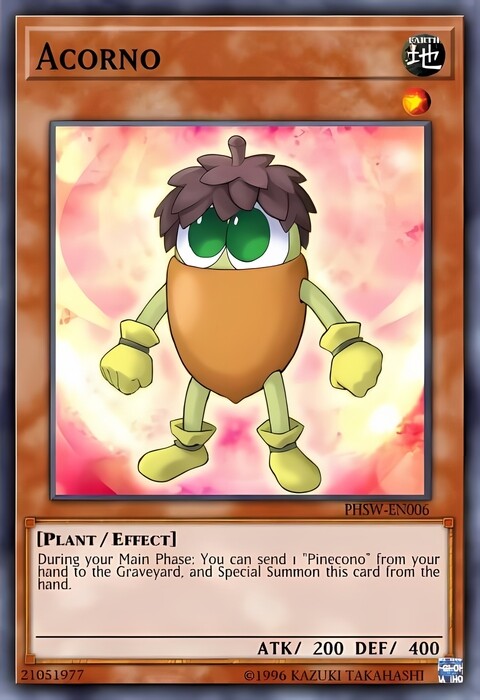 Acorno
EARTH
地
PHSW-EN006
[Plant / Effect]
During your Main Phase: You can send 1 "Pinecono" from your
hand to the Graveyard, and Special Summon this card from the
hand.
ATK/ 200 DEF/ 400
21051977
©1996 KAZUKI TAKAHASHI